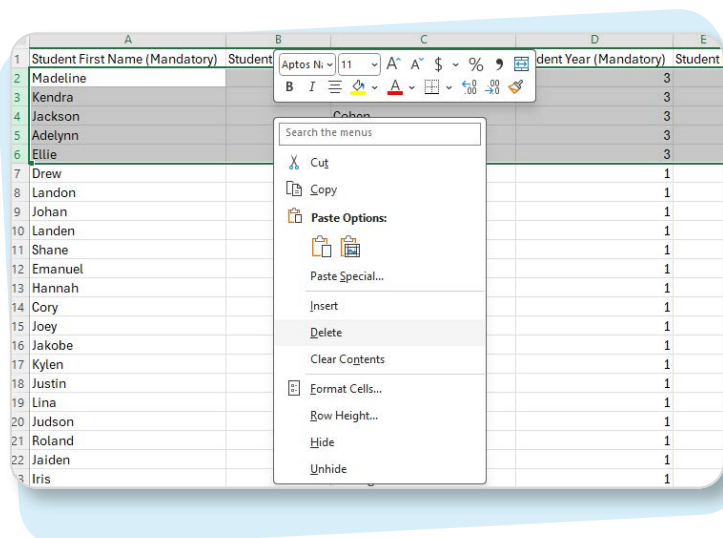 A B C D E
1 Student First Name (Mandatory) Student dent Year (Mandatory) Student
Aptos Na 11 A^ A˅ $ % 9
B I A
2 Madeline 3
3 Kendra 3
4 Jackson Cohen 3
5 Adelynn 3
6 Ellie 3
7 Drew 1
8 Landon 1
9 Johan 1
10 Landen 1
11 Shane 1
12 Emanuel 1
13 Hannah 1
14 Cory 1
15 Joey 1
16 Jakobe 1
17 Kylen 1
18 Justin 1
19 Lina 1
20 Judson 1
21 Roland 1
22 Jaiden 1
3 Iris 1
Search the menus
Cut
Copy
Paste Options:
Paste Special...
Insert
Delete
Clear Contents
Format Cells...
Row Height...
Hide
Unhide